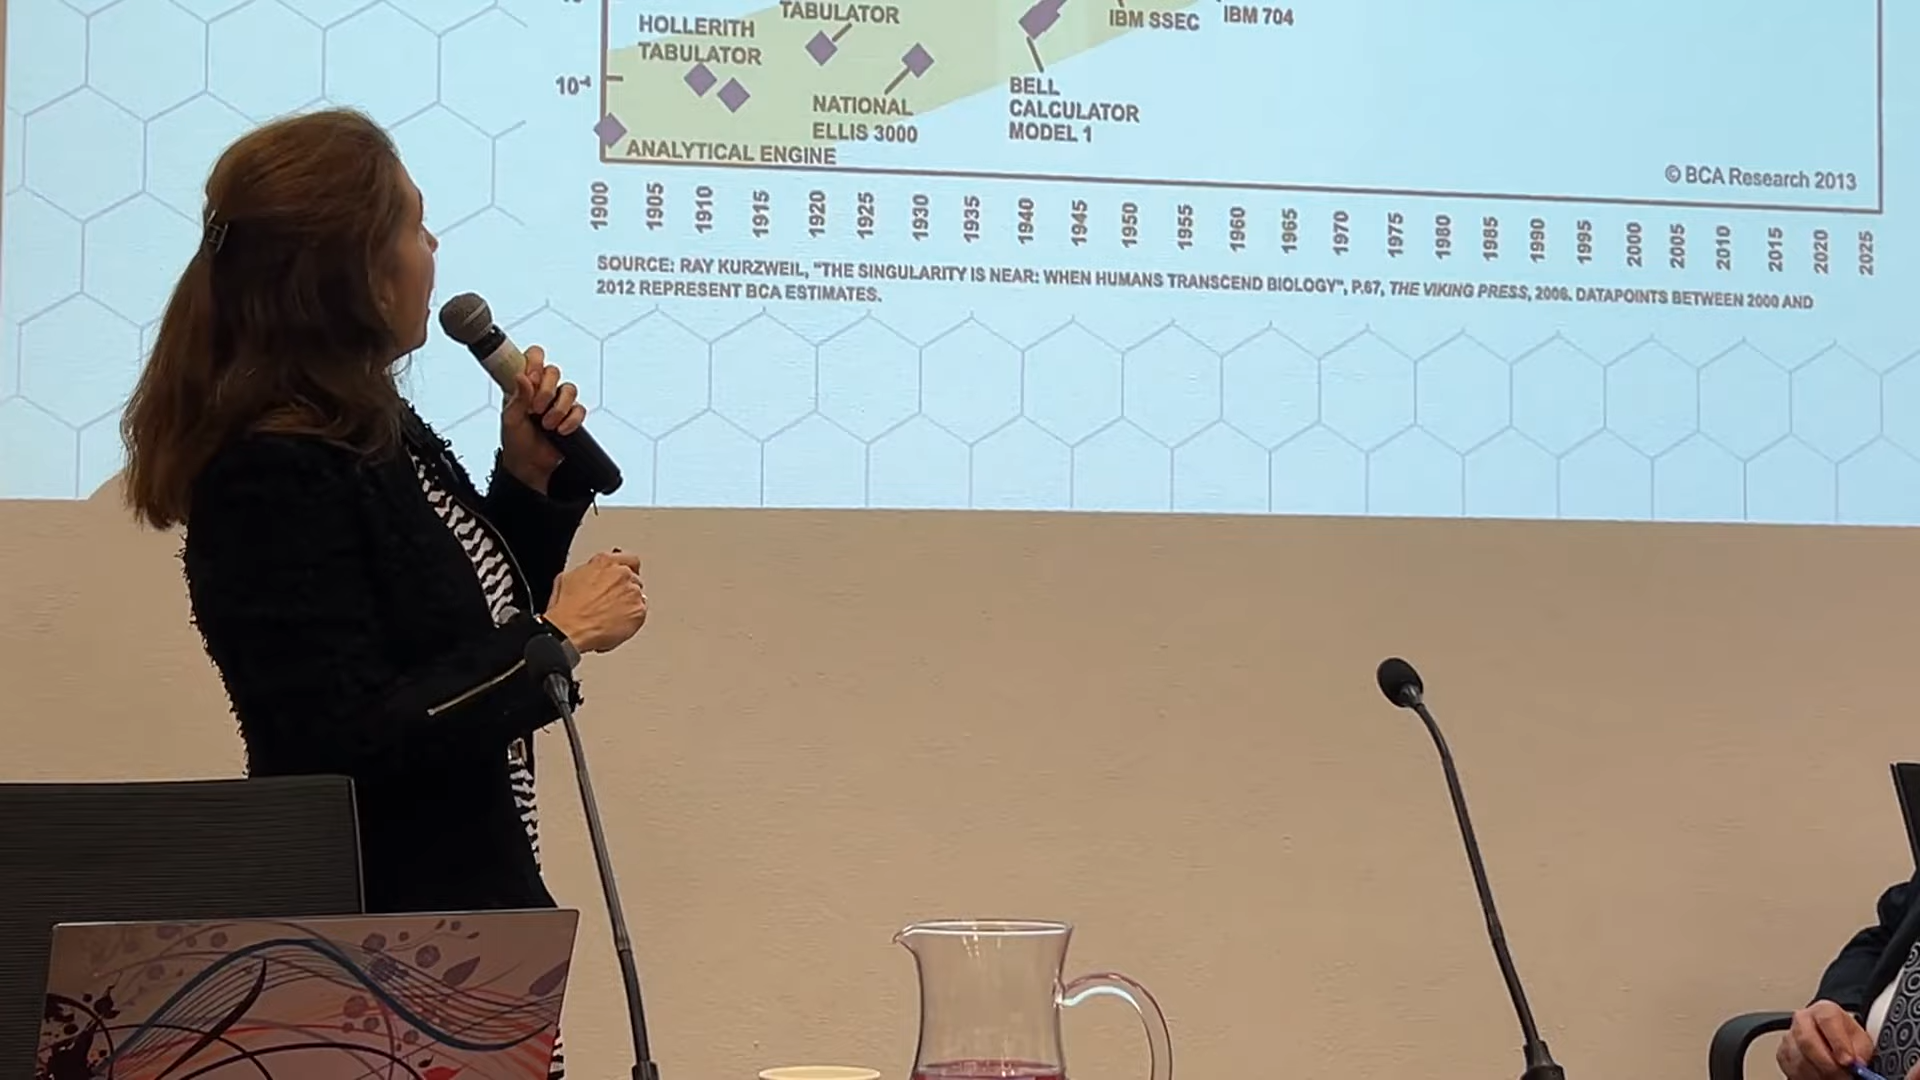 TABULATOR
IBM SSEC
IBM 704
HOLLERITH
TABULATOR
10⁻⁴
NATIONAL
ELLIS 3000
BELL
CALCULATOR
MODEL 1
ANALYTICAL ENGINE
© BCA Research 2013
1900 1905 1910 1915 1920 1925 1930 1935 1940 1945 1950 1955 1960 1965 1970 1975 1980 1985 1990 1995 2000 2005 2010 2015 2020 2025
SOURCE: RAY KURZWEIL, "THE SINGULARITY IS NEAR: WHEN HUMANS TRANSCEND BIOLOGY", P.67, THE VIKING PRESS, 2006. DATAPOINTS BETWEEN 2000 AND
2012 REPRESENT BCA ESTIMATES.